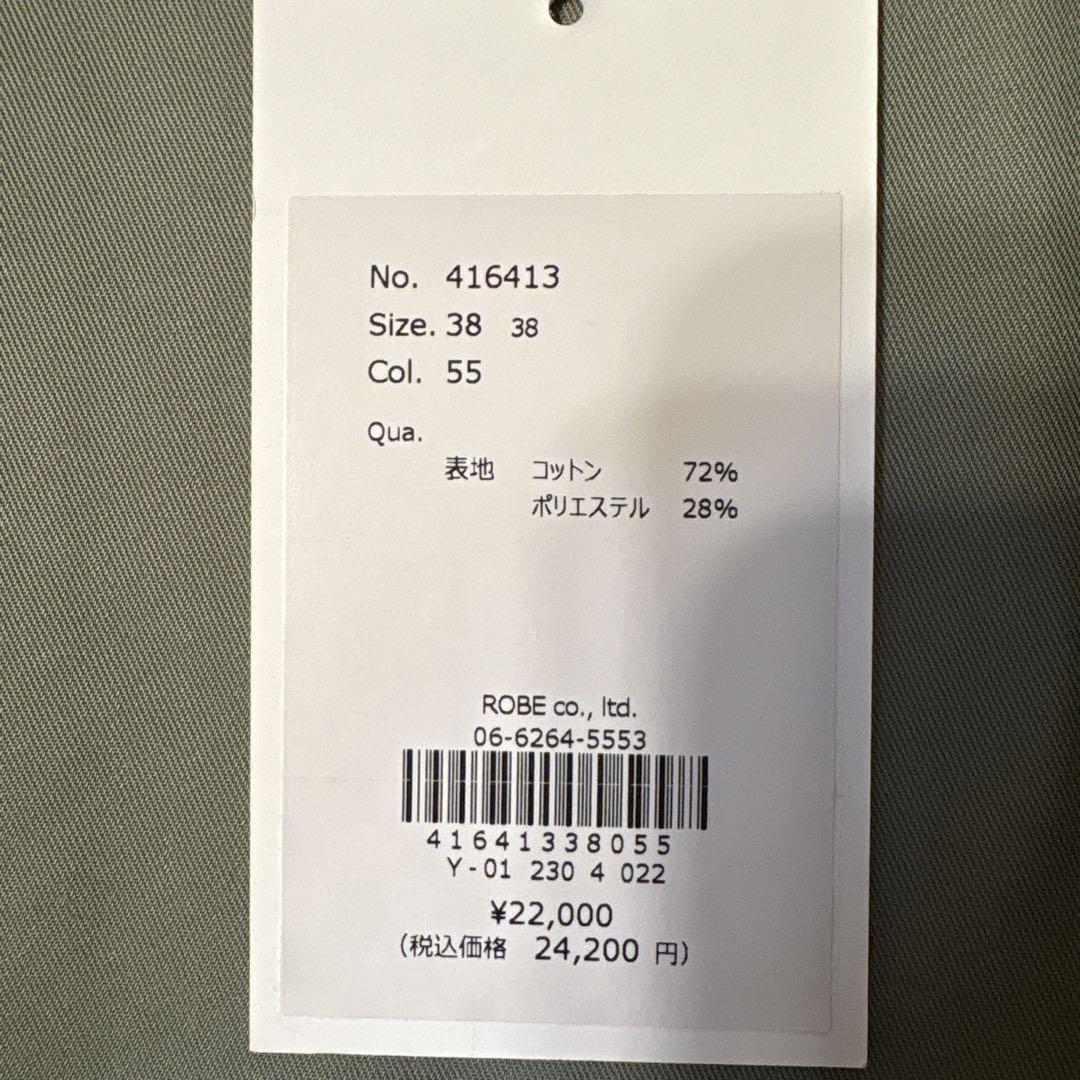 No. 416413
Size. 38 38
Col. 55
Qua.
表地 コットン 72%
ポリエステル 28%
ROBE co., ltd.
06-6264-5553
41641338055
Y-01 230 4 022
¥22,000
(税込価格 24,200 円)